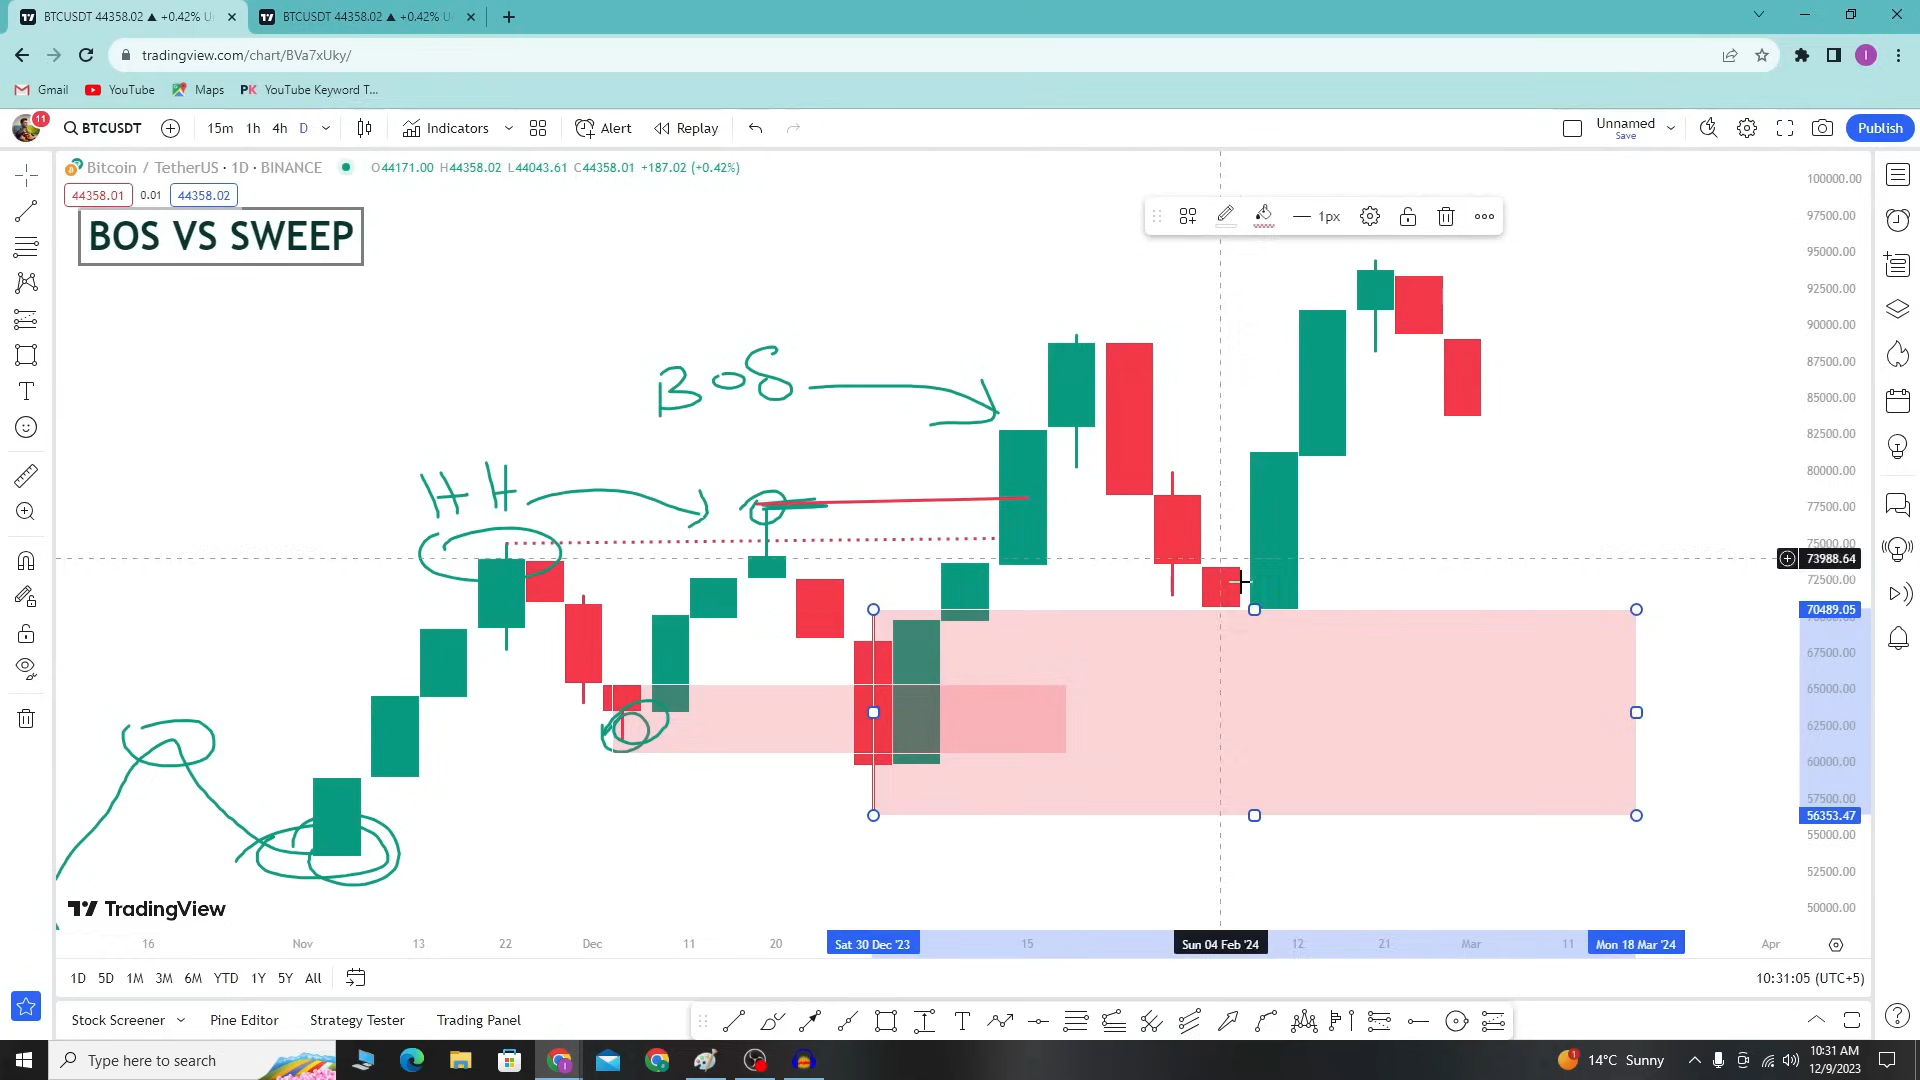 BTCUSDT 44358.02 ▲ +0.42% U
BTCUSDT 44358.02 ▲ +0.42% U
tradingview.com/chart/BVa7xUky/
I
Gmail YouTube Maps PK YouKeyword T...
11 BTCUSDT 15m 1h 4h D Indicators Alert Replay Unnamed Save Publish
Bitcoin / TetherUS · 1D · BINANCE O44171.00 H44358.02 L44043.61 C44358.01 +187.02 (+0.42%)
44358.01 0.01 44358.02
BOS VS SWEEP
1px
BOS
HH
100000.00
97500.00
95000.00
92500.00
90000.00
87500.00
85000.00
82500.00
80000.00
77500.00
75000.00
73988.64
72500.00
70489.05
67500.00
65000.00
62500.00
60000.00
57500.00
56353.47
55000.00
52500.00
50000.00
TradingView
16 Nov 13 22 Dec 11 20 Sat 30 Dec '23 15 Sun 04 Feb '24 12 21 Mar 11 Mon 18 Mar '24 Apr
1D 5D 1M 3M 6M YTD 1Y 5Y All 10:31:05 (UTC+5)
Stock Screener Pine Editor Strategy Tester Trading Panel
Type here to search
1 14°C Sunny
10:31 AM
12/9/2023